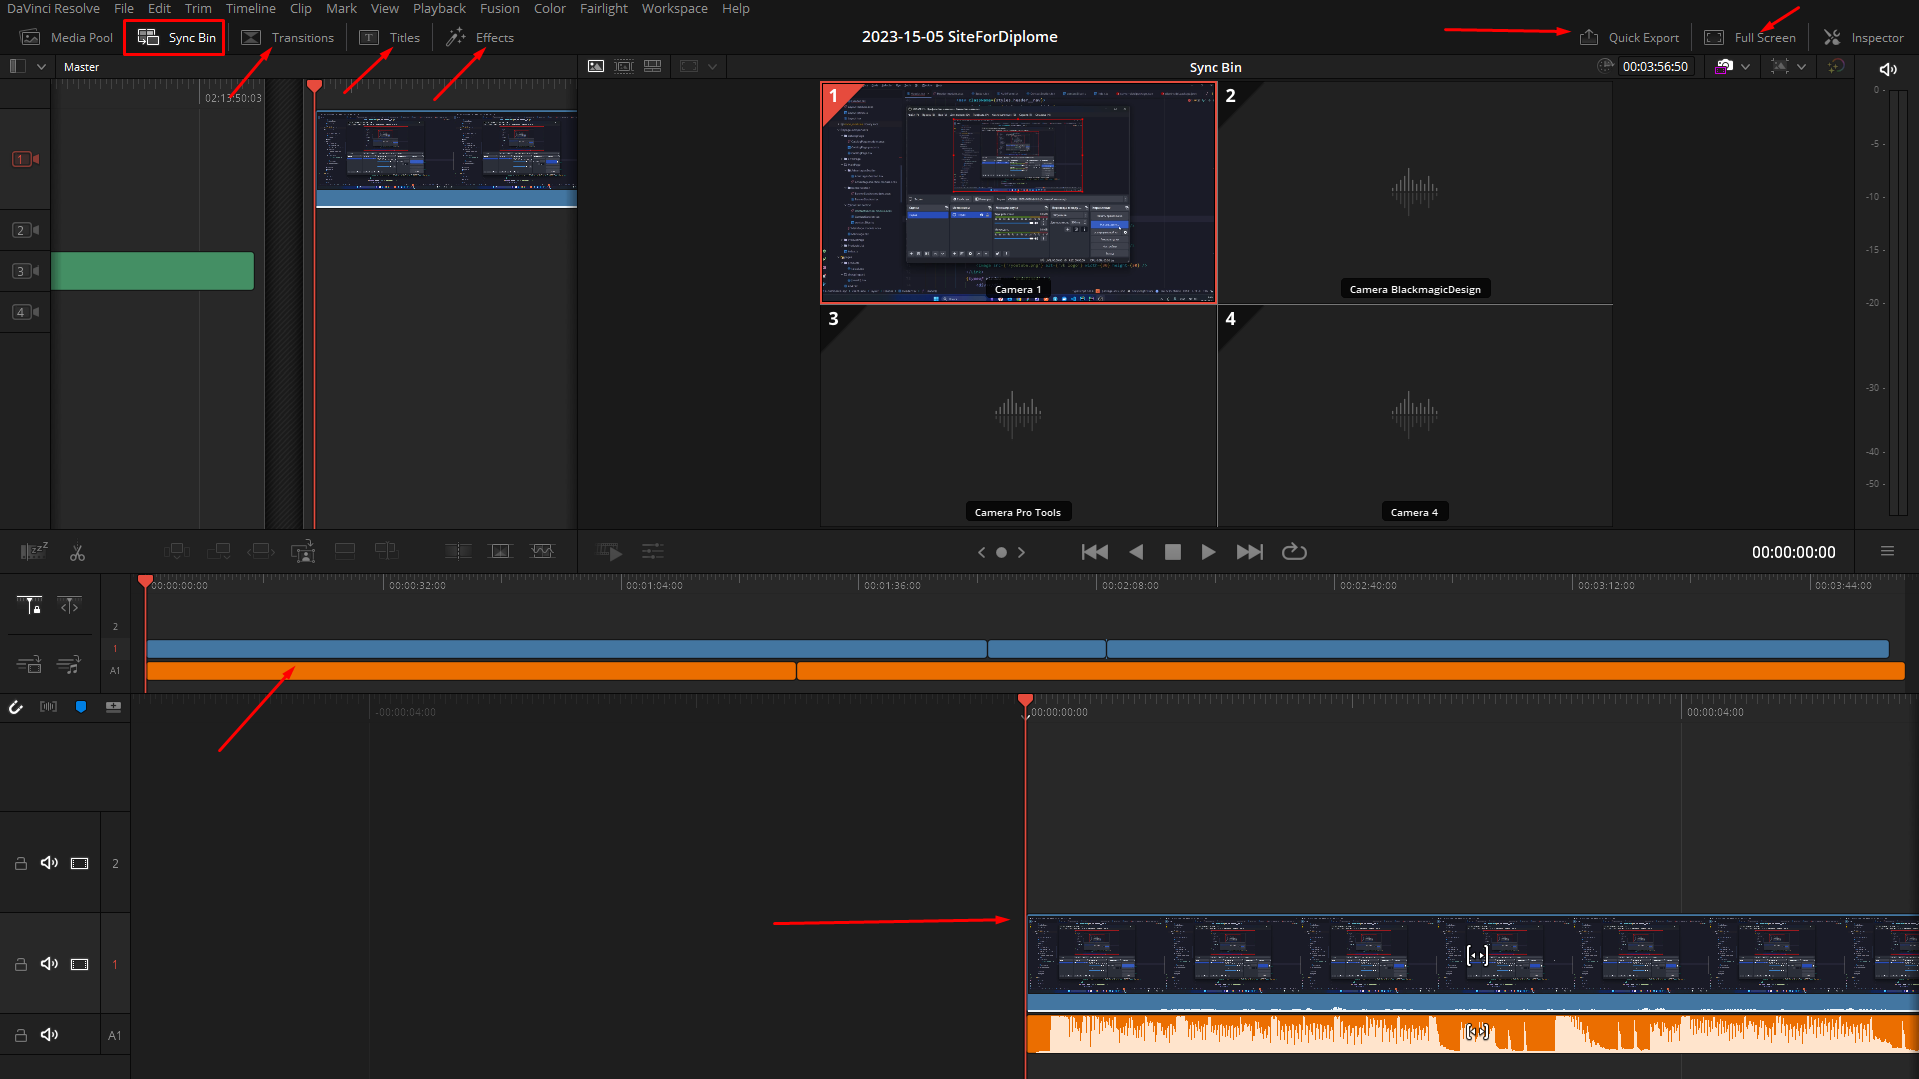 DaVinci Resolve File Edit Trim Timeline Clip Mark View Playback Fusion Color Fairlight Workspace Help
Media Pool Sync Bin Transitions T Titles Effects 2023-15-05 SiteForDiplome Quick Export Full Screen Inspector
Master Sync Bin 00:03:56:50
02:13:50:03
1
2
3
4
1 2
Camera 1 Camera BlackmagicDesign
3 4
Camera Pro Tools Camera 4
0
-5
-10
-15
-20
-30
-40
-50
00:00:00:00
00:00:00:00 00:00:32:00 00:01:04:00 00:01:36:00 00:02:08:00 00:02:40:00 00:03:12:00 00:03:44:00
2
1
A1
-00:00:04:00 00:00:00:00 00:00:04:00
2
1
A1